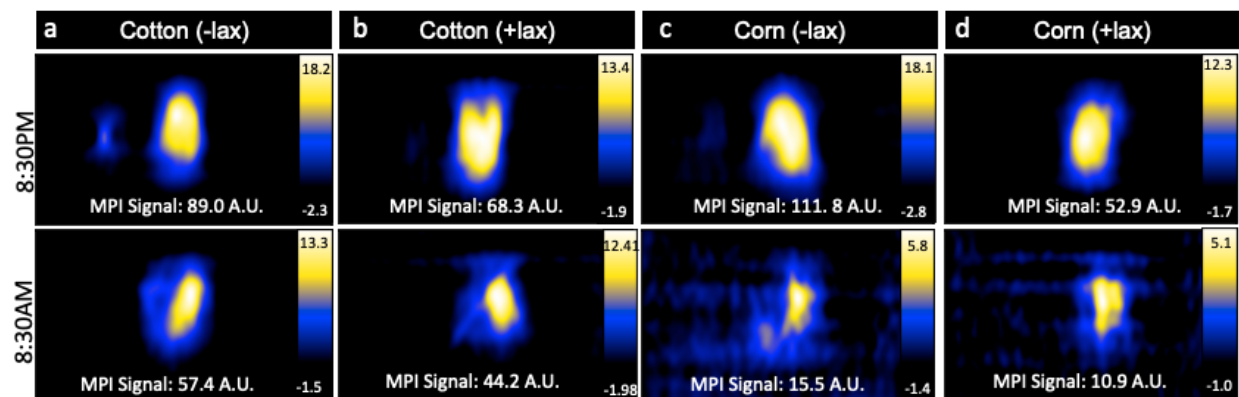 a Cotton (-lax) b Cotton (+lax) c Corn (-lax) d Corn (+lax)
8:30PM
18.2 13.4 18.1 12.3
MPI Signal: 89.0 A.U. -2.3 MPI Signal: 68.3 A.U. -1.9 MPI Signal: 111. 8 A.U. -2.8 MPI Signal: 52.9 A.U. -1.7
8:30AM
13.3 12.41 5.8 5.1
MPI Signal: 57.4 A.U. -1.5 MPI Signal: 44.2 A.U. -1.98 MPI Signal: 15.5 A.U. -1.4 MPI Signal: 10.9 A.U. -1.0